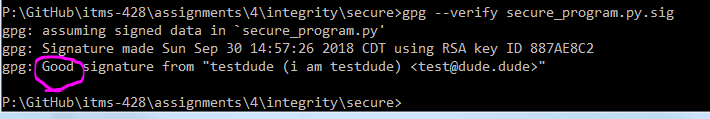 P:\GitHub\itms-428\assignments\4\integrity\secure>gpg --verify secure_program.py.sig
gpg: assuming signed data in `secure_program.py'
gpg: Signature made Sun Sep 30 14:57:26 2018 CDT using RSA key ID 887AE8C2
gpg: Good signature from "testdude (i am testdude) <test@dude.dude>"
P:\GitHub\itms-428\assignments\4\integrity\secure>